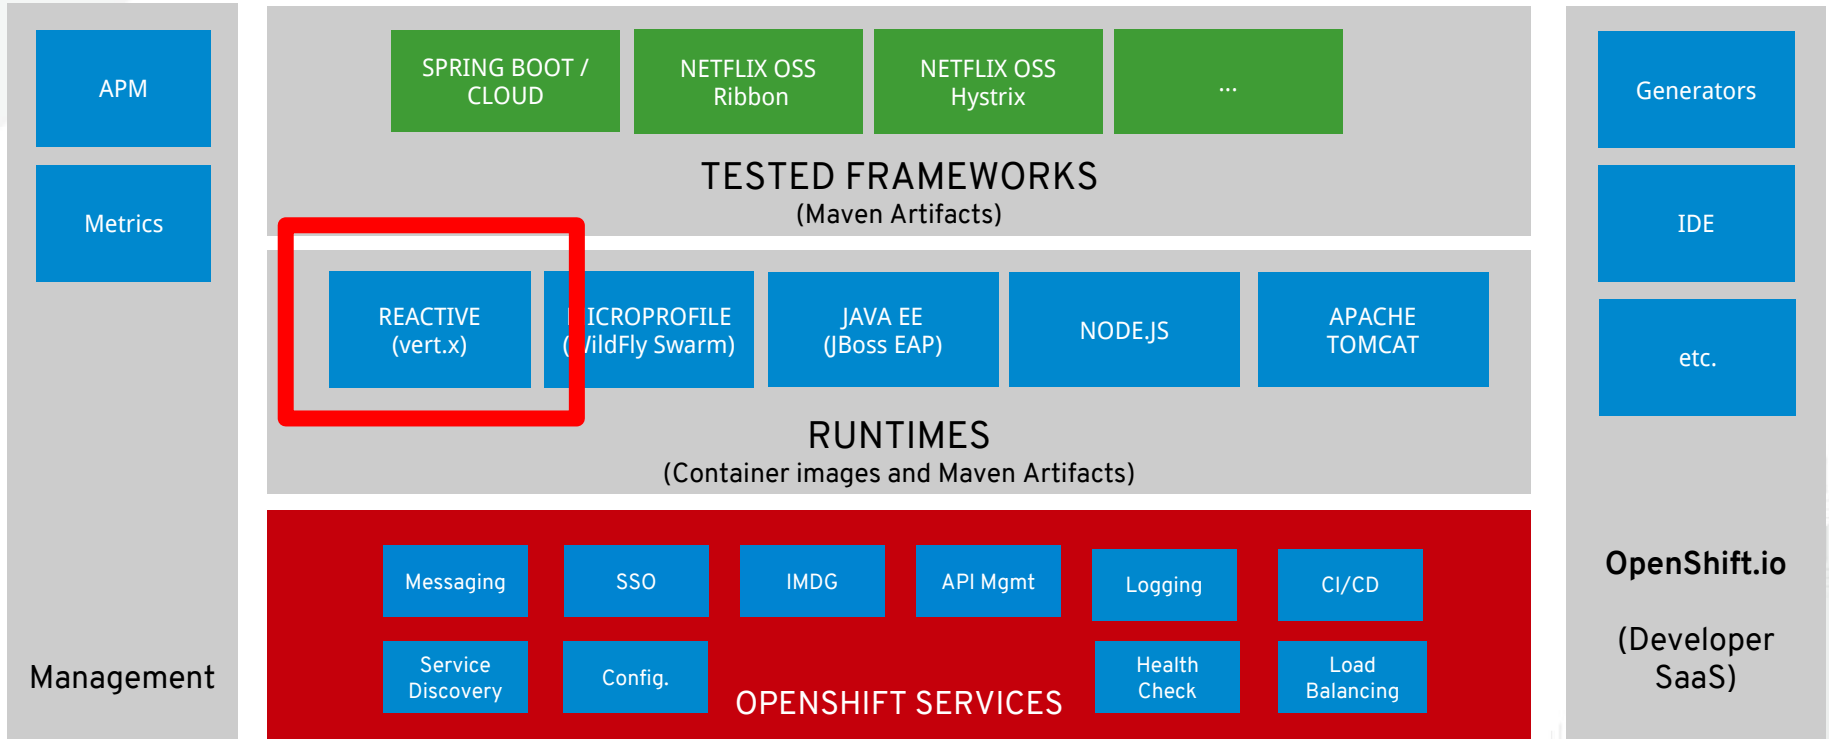 APM
Metrics
Management
SPRING BOOT /
CLOUD
NETFLIX OSS
Ribbon
NETFLIX OSS
Hystrix
...
TESTED FRAMEWORKS
(Maven Artifacts)
REACTIVE
(vert.x)
MICROPROFILE
(WildFly Swarm)
JAVA EE
(JBoss EAP)
NODE.JS
APACHE
TOMCAT
RUNTIMES
(Container images and Maven Artifacts)
Messaging
SSO
IMDG
API Mgmt
Logging
CI/CD
Service
Discovery
Config.
Health
Check
Load
Balancing
OPENSHIFT SERVICES
Generators
IDE
etc.
OpenShift.io
(Developer
SaaS)